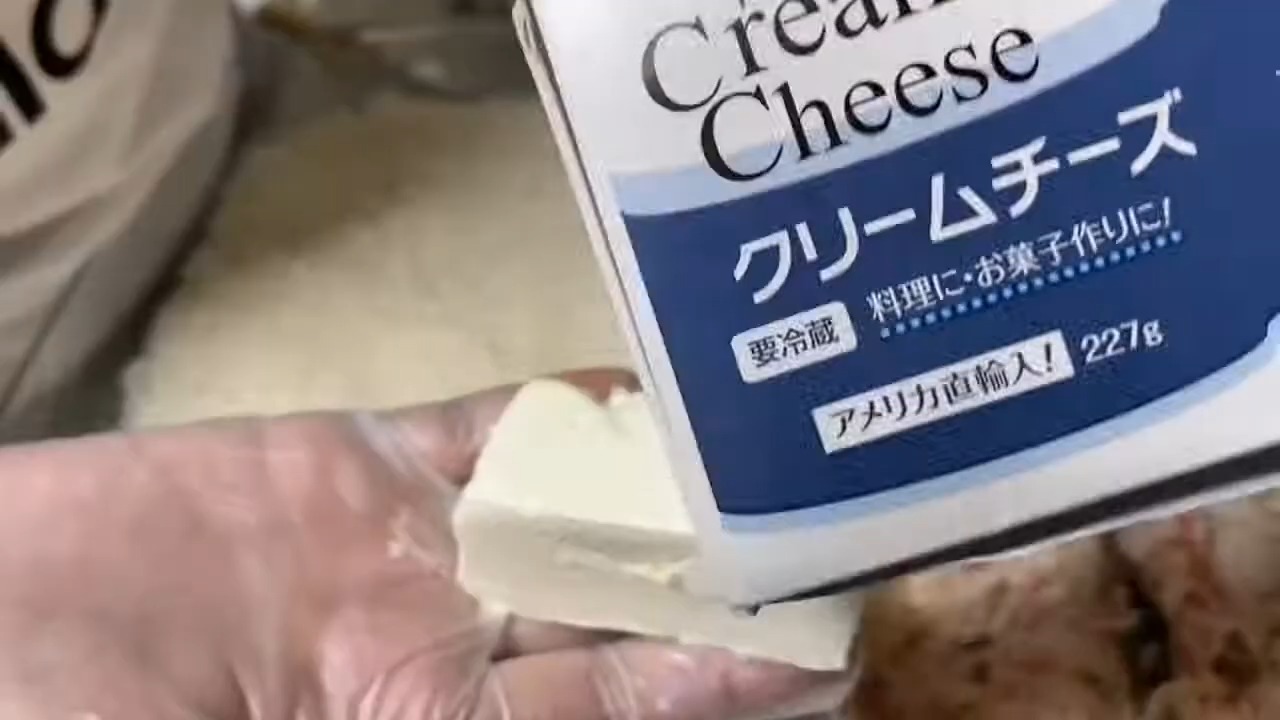 Cream
Cheese
クリームチーズ
料理に・お菓子作りに!
要冷蔵
アメリカ直輸入! 227g